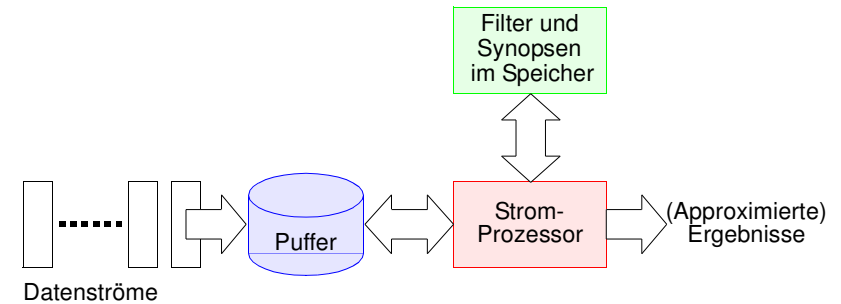 Filter und
Synopsen
im Speicher
Strom-
Prozessor
(Approximierte)
Ergebnisse
Puffer
Datenströme